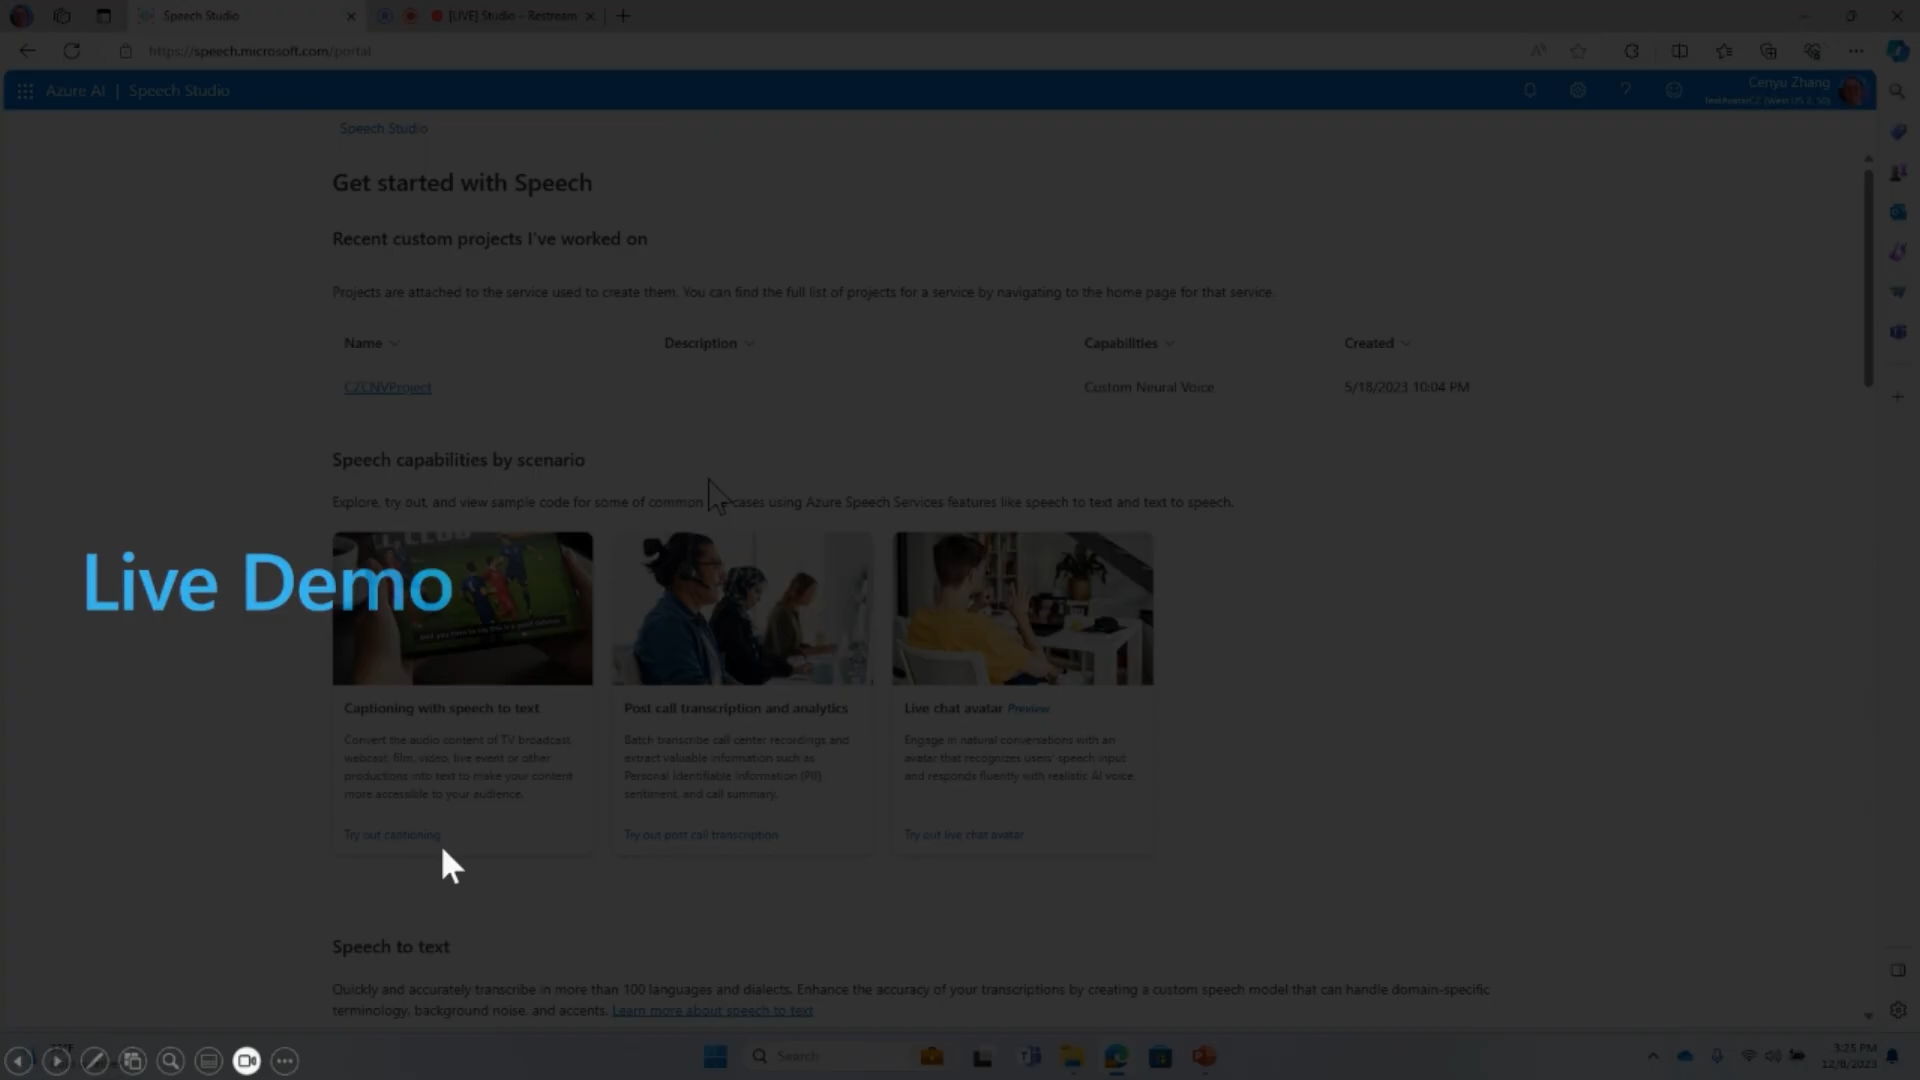 Speech Studio
[LIVE] Studio - Restream
https://speech.microsoft.com/portal
Azure AI | Speech Studio
Cenyu Zhang
Speech Studio
Get started with Speech
Recent custom projects I've worked on
Projects are attached to the service used to create them. You can find the full list of projects for a service by navigating to the home page for that service.
Name
Description
Capabilities
Created
CZCNVProject
Custom Neural Voice
5/18/2023 10:04 PM
Speech capabilities by scenario
Explore, try out, and view sample code for some of common cases using Azure Speech Services features like speech to text and text to speech.
Live Demo
Captioning with speech to text
Convert the audio content of TV broadcast,
webcast, film, video, live event or other
productions into text to make your content
more accessible to your audience.
Try out captioning
Post call transcription and analytics
Batch transcribe call center recordings and
extract valuable information such as
Personal Identifiable Information (PII),
sentiment, and call summary.
Try out post call transcription
Live chat avatar Preview
Engage in natural conversations with an
avatar that recognizes users' speech input
and responds fluently with realistic AI voice.
Try out live chat avatar
Speech to text
Quickly and accurately transcribe in more than 100 languages and dialects. Enhance the accuracy of your transcriptions by creating a custom speech model that can handle domain-specific
terminology, background noise, and accents. Learn more about speech to text
Search
3:25 PM
12/8/2023